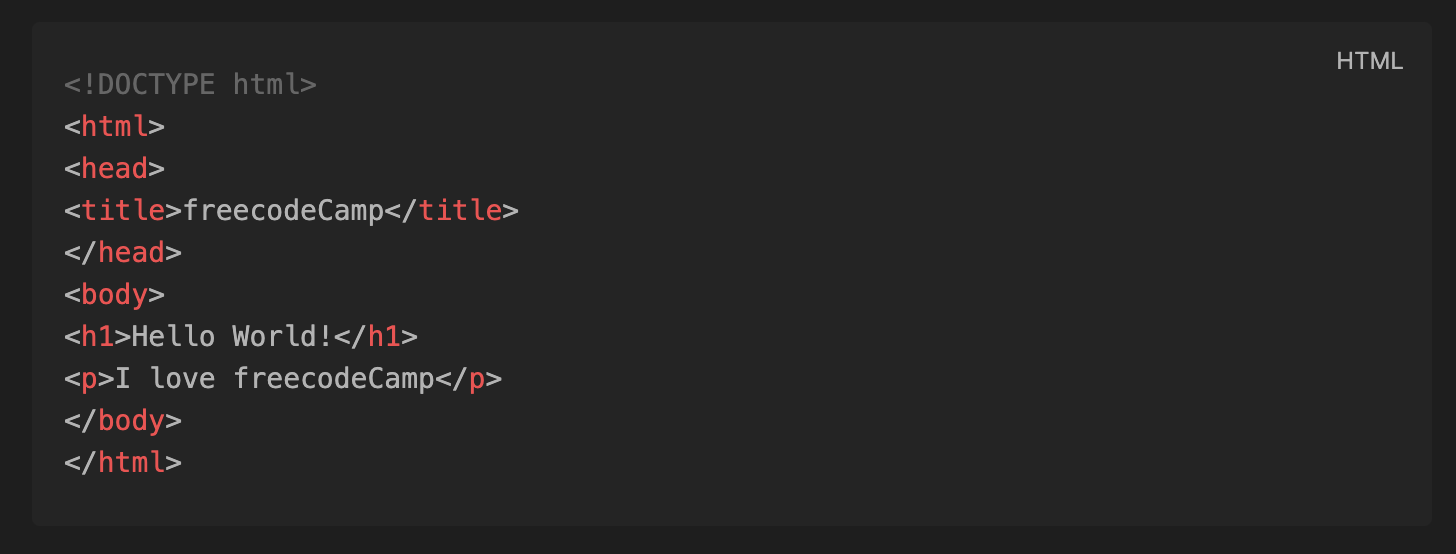 HTML
<!DOCTYPE html>
<html>
<head>
<title>freecodeCamp</title>
</head>
<body>
<h1>Hello World!</h1>
<p>I love freecodeCamp</p>
</body>
</html>